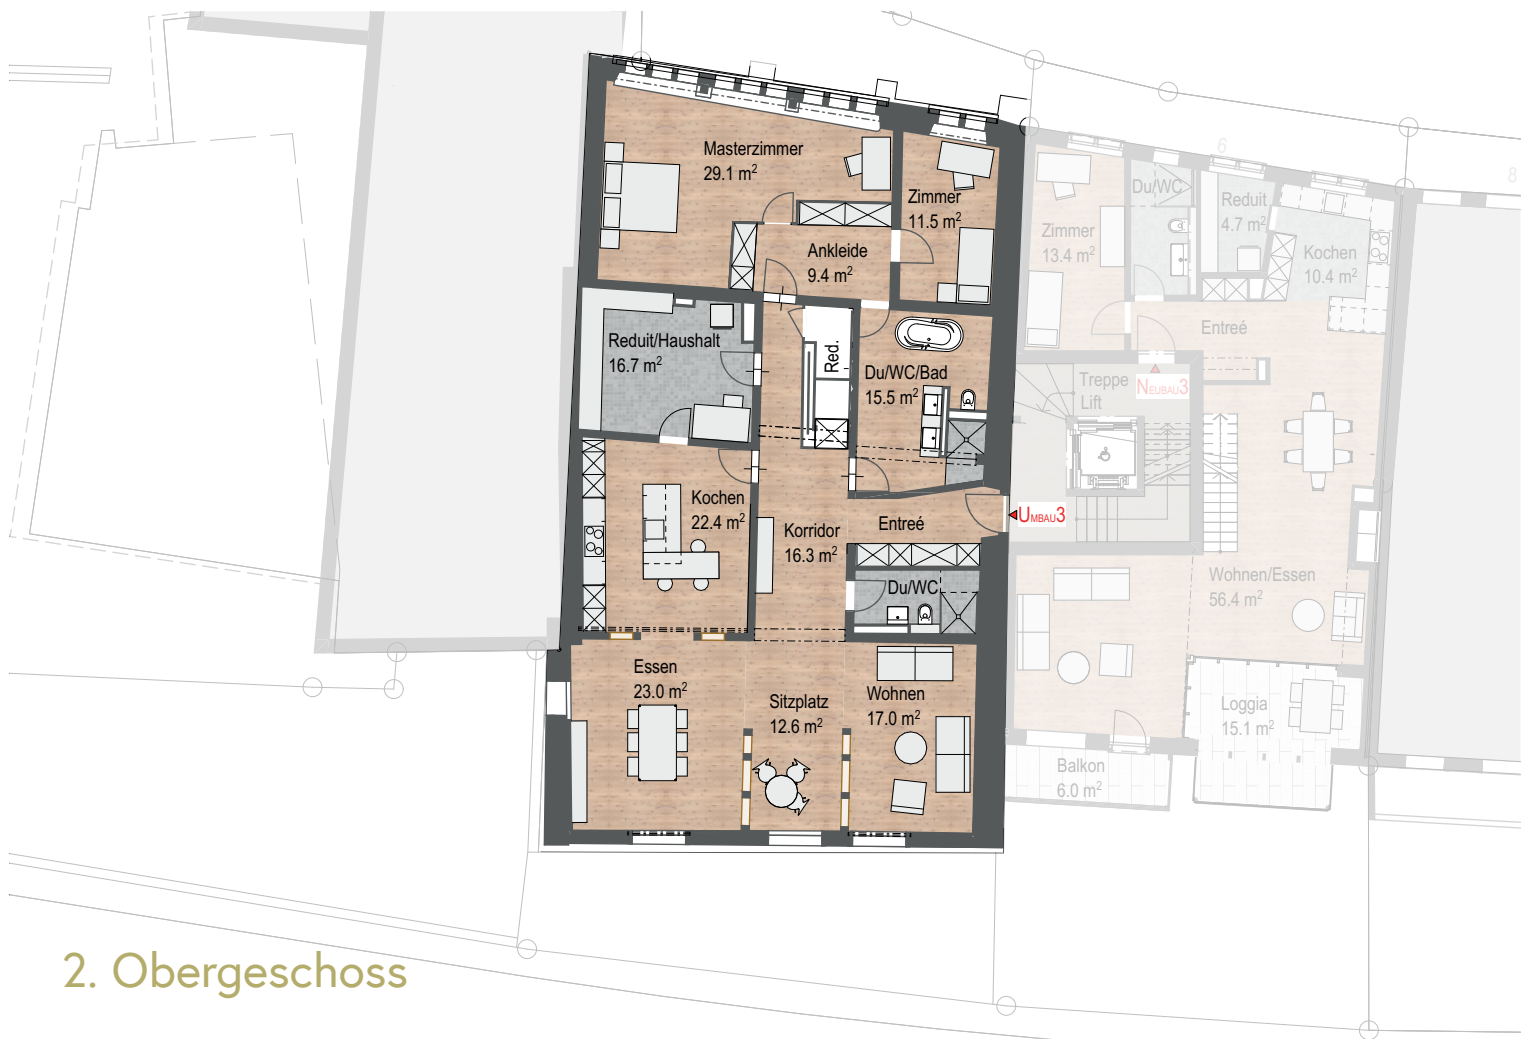 Masterzimmer
29.1 m²
Zimmer
11.5 m²
Ankleide
9.4 m²
Reduit/Haushalt
16.7 m²
Red.
Du/WC/Bad
15.5 m²
Kochen
22.4 m²
Korridor
16.3 m²
Entreé
UMBAU3
Du/WC
Essen
23.0 m²
Sitzplatz
12.6 m²
Wohnen
17.0 m²
6
8
Zimmer
13.4 m²
Du/WC
Reduit
4.7 m²
Kochen
10.4 m²
Entreé
Treppe
Lift
NEUBAU3
Wohnen/Essen
56.4 m²
Loggia
15.1 m²
Balkon
6.0 m²
2. Obergeschoss